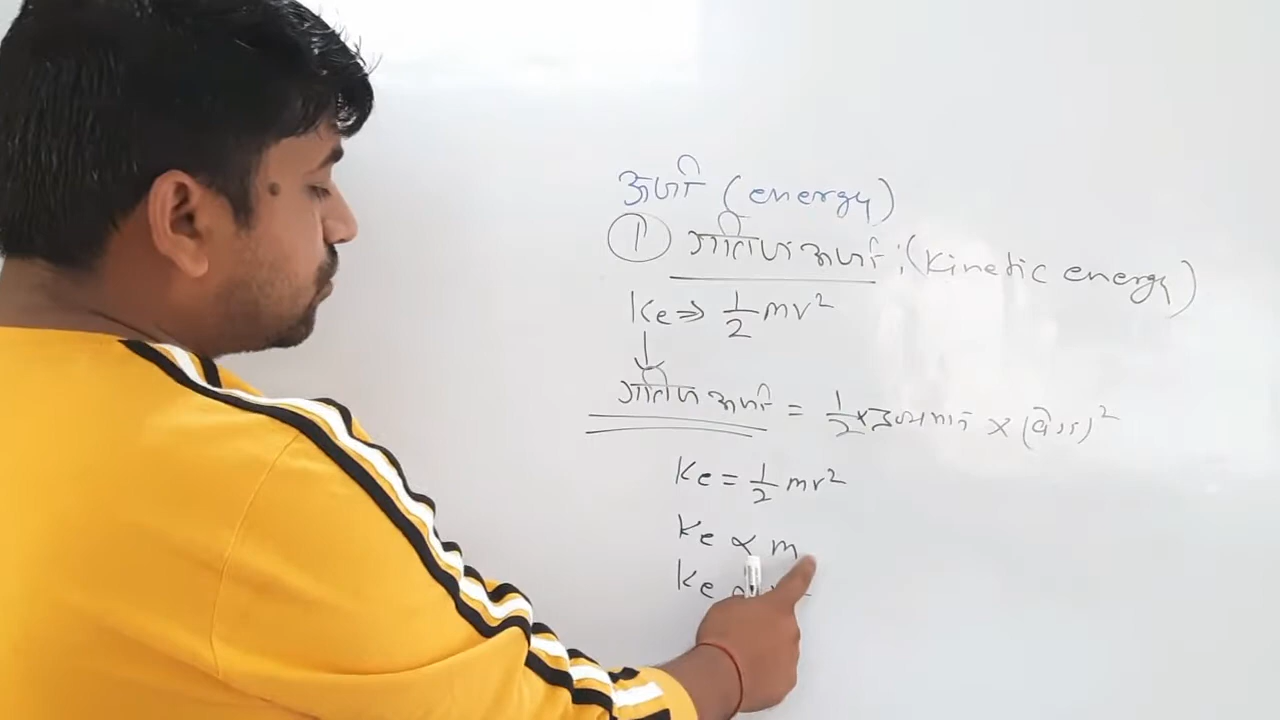 ऊर्जा (energy)
① गतिज ऊर्जा : (Kinetic energy)
Ke ⇒ 1/2 mv²
↓
गतिज ऊर्जा = 1/2 × द्रव्यमान × (वेग)²
Ke = 1/2 mv²
Ke ∝ m
Ke